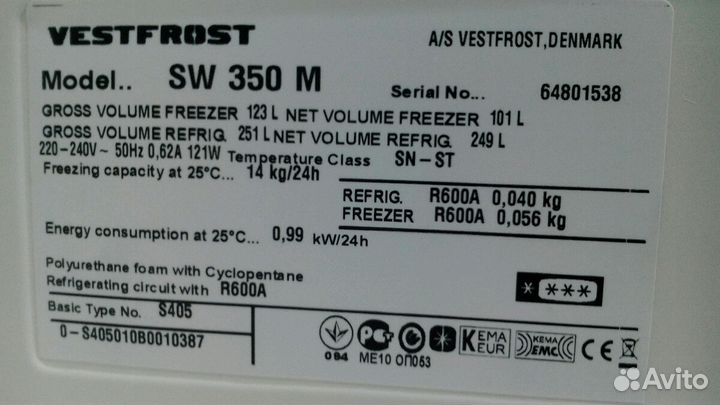 VESTFROST
A/S VESTFROST, DENMARK
Model.. SW 350 M
Serial No... 64801538
GROSS VOLUME FREEZER 123 L NET VOLUME FREEZER 101 L
GROSS VOLUME REFRIG. 251 L NET VOLUME REFRIG. 249 L
220-240V~ 50Hz 0,62A 121W Temperature Class SN-ST
Freezing capacity at 25°C... 14 kg/24h
REFRIG. R600A 0,040 kg
FREEZER R600A 0,056 kg
Energy consumption at 25°C... 0,99 kW/24h
Polyurethane foam with Cyclopentane
Refrigerating circuit with R600A
* ***
Basic Type No. S405
0-S405010B0010387
094
PG
ME10 ОП053
KEMA
EUR
KEMA
EMC
CE
Avito